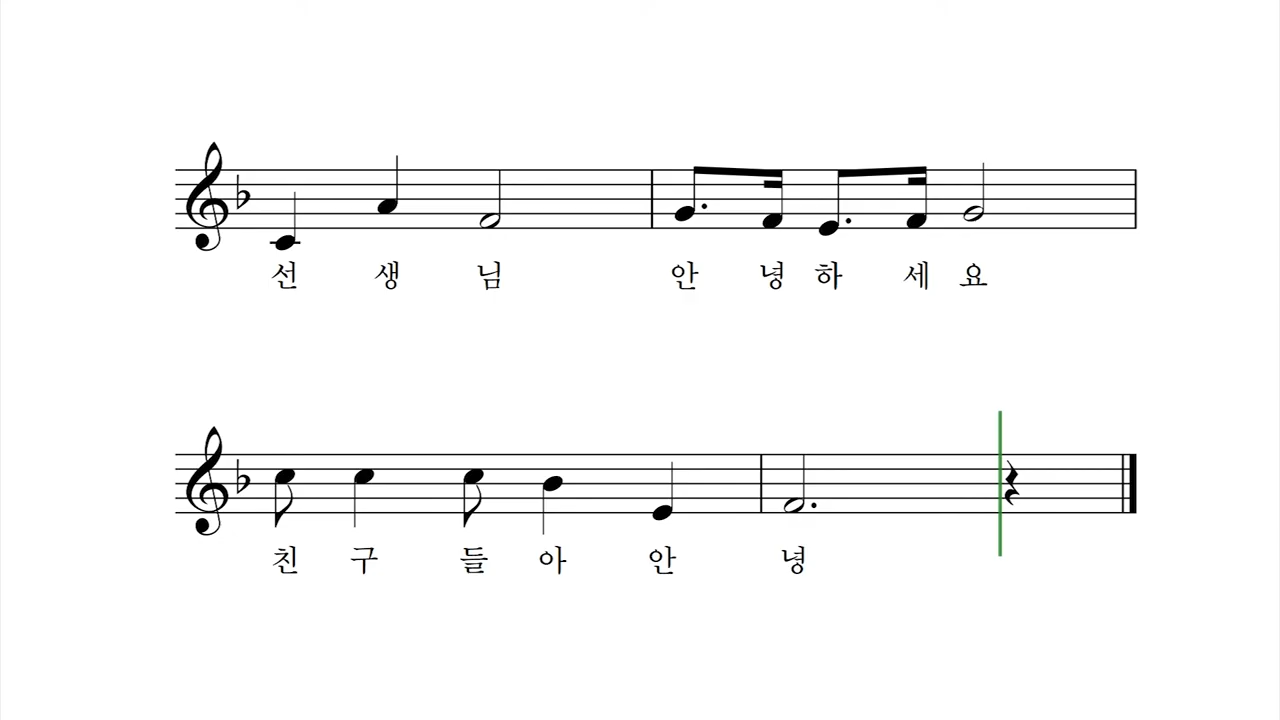 선 생 님 안 녕 하 세 요
친 구 들 아 안 녕